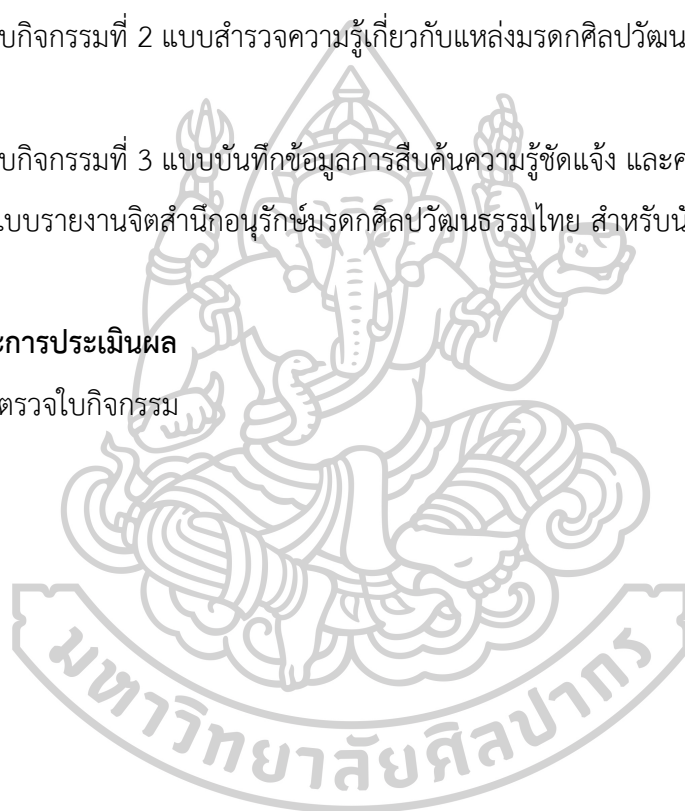 บกิจกรรมที่ 2 แบบสำรวจความรู้เกี่ยวกับแหล่งมรดกศิลปวัฒน
บกิจกรรมที่ 3 แบบบันทึกข้อมูลการสืบค้นความรู้ชัดแจ้ง และค
แบบรายงานจิตสำนึกอนุรักษ์มรดกศิลปวัฒนธรรมไทย สำหรับนั
ะการประเมินผล
ตรวจใบกิจกรรม
มหาวิทยาลัยศิลปากร